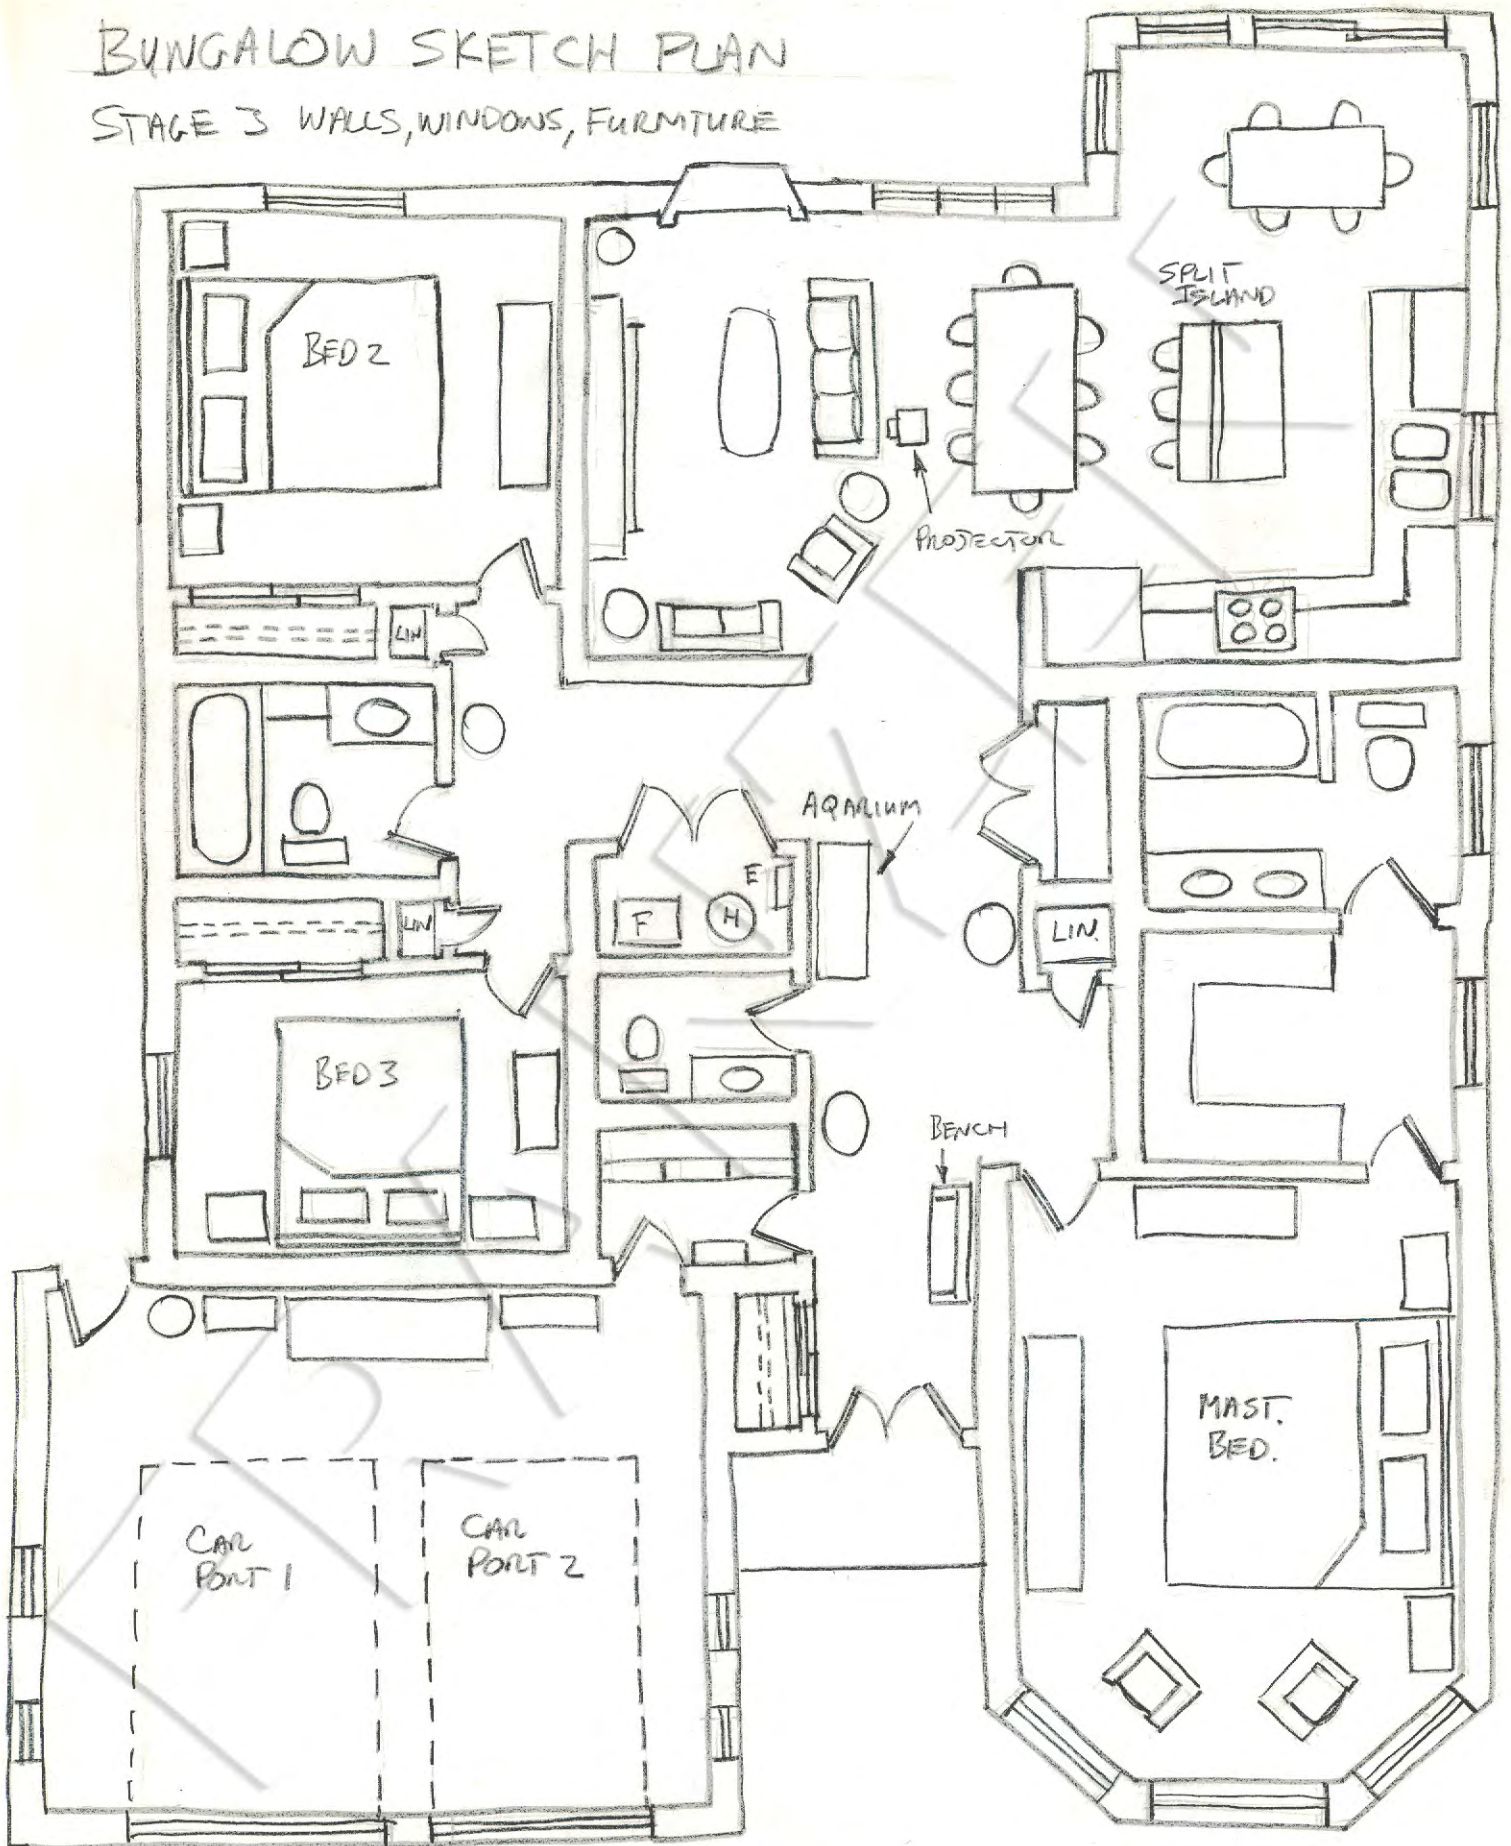 BUNGALOW SKETCH PLAN
STAGE 3 WALLS, WINDOWS, FURNITURE
SPLIT
ISLAND
BED 2
PROJECTOR
LIN
AQARIUM
E
F
H
LIN
LIN.
BED 3
BENCH
MAST.
BED.
CAR
PORT 1
CAR
PORT 2